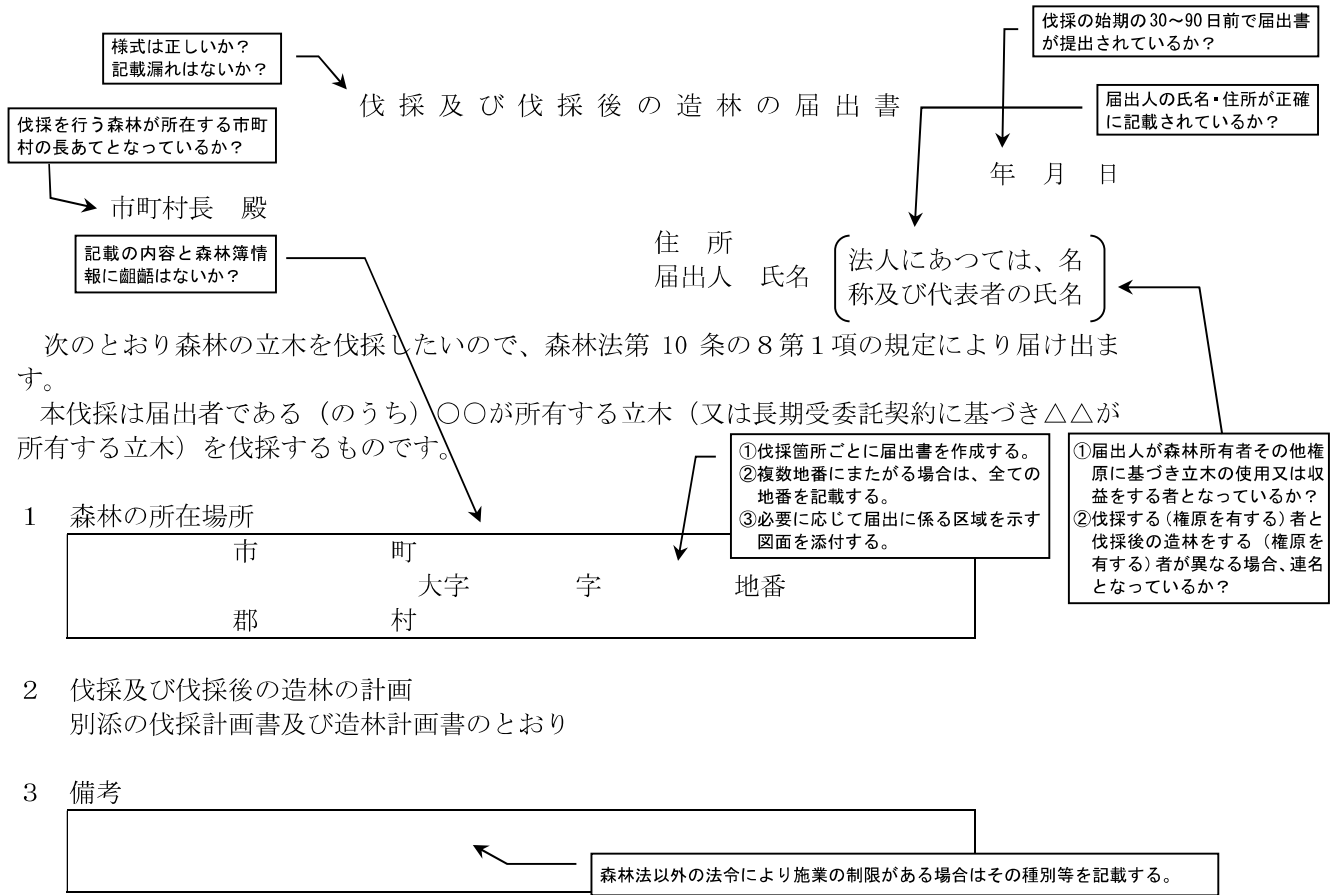 伐採の始期の30～90日前で届出書
が提出されているか？
様式は正しいか？
記載漏れはないか？
伐採及び伐採後の造林の届出書
届出人の氏名・住所が正確
に記載されているか？
伐採を行う森林が所在する市町
村の長あてとなっているか？
年　月　日
市町村長　殿
住　所
届出人　氏名
法人にあつては、名
称及び代表者の氏名
記載の内容と森林簿情
報に齟齬はないか？
次のとおり森林の立木を伐採したいので、森林法第 10 条の８第１項の規定により届け出ま
す。
本伐採は届出者である（のうち）○○が所有する立木（又は長期受委託契約に基づき△△が
所有する立木）を伐採するものです。
①伐採箇所ごとに届出書を作成する。
②複数地番にまたがる場合は、全ての
地番を記載する。
③必要に応じて届出に係る区域を示す
図面を添付する。
①届出人が森林所有者その他権
原に基づき立木の使用又は収
益をする者となっているか？
②伐採する（権原を有する）者と
伐採後の造林をする（権原を
有する）者が異なる場合、連名
となっているか？
１　森林の所在場所
市　町
大字　字　地番
郡　村
２　伐採及び伐採後の造林の計画
別添の伐採計画書及び造林計画書のとおり
３　備考
森林法以外の法令により施業の制限がある場合はその種別等を記載する。